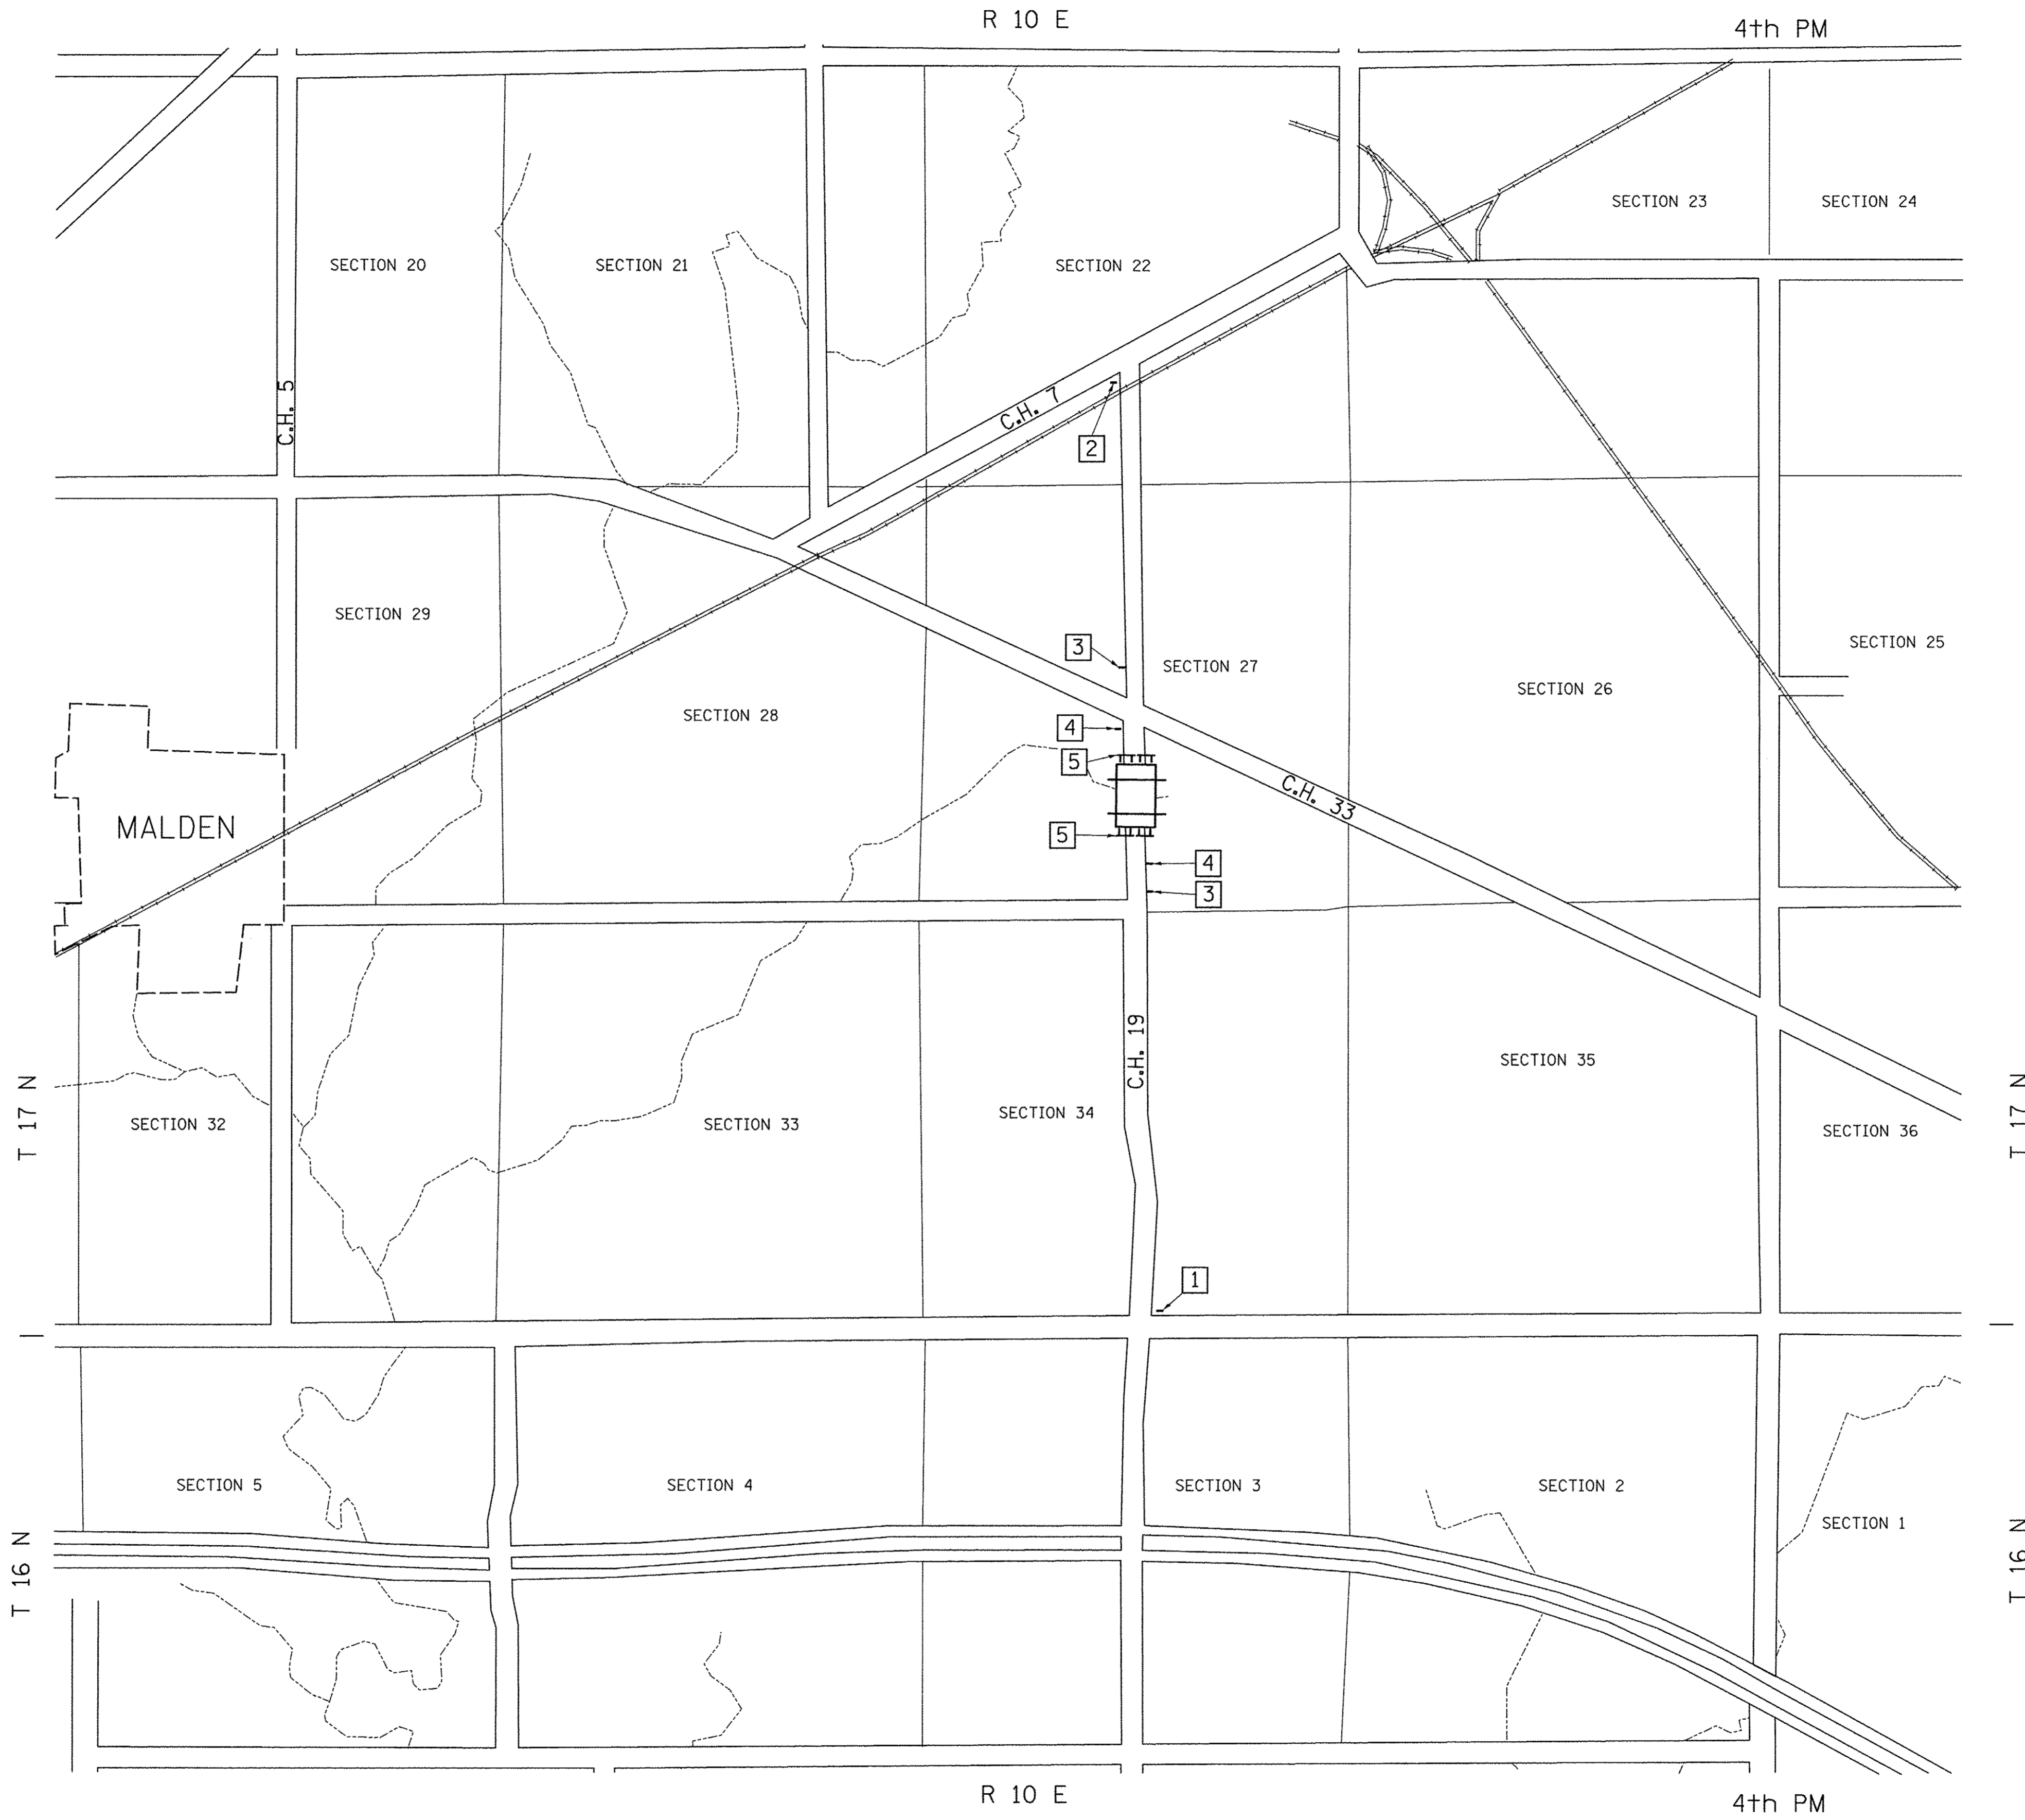 R 10 E
4th PM
SECTION 23
SECTION 24
SECTION 20
SECTION 21
SECTION 22
C.H. 5
C.H. 7
2
SECTION 29
3
SECTION 27
SECTION 25
SECTION 26
SECTION 28
4
5
C.H. 33
MALDEN
5
4
3
C.H. 19
SECTION 35
T 17 N
T 17 N
SECTION 32
SECTION 33
SECTION 34
SECTION 36
1
SECTION 5
SECTION 4
SECTION 3
SECTION 2
SECTION 1
T 16 N
T 16 N
R 10 E
4th PM